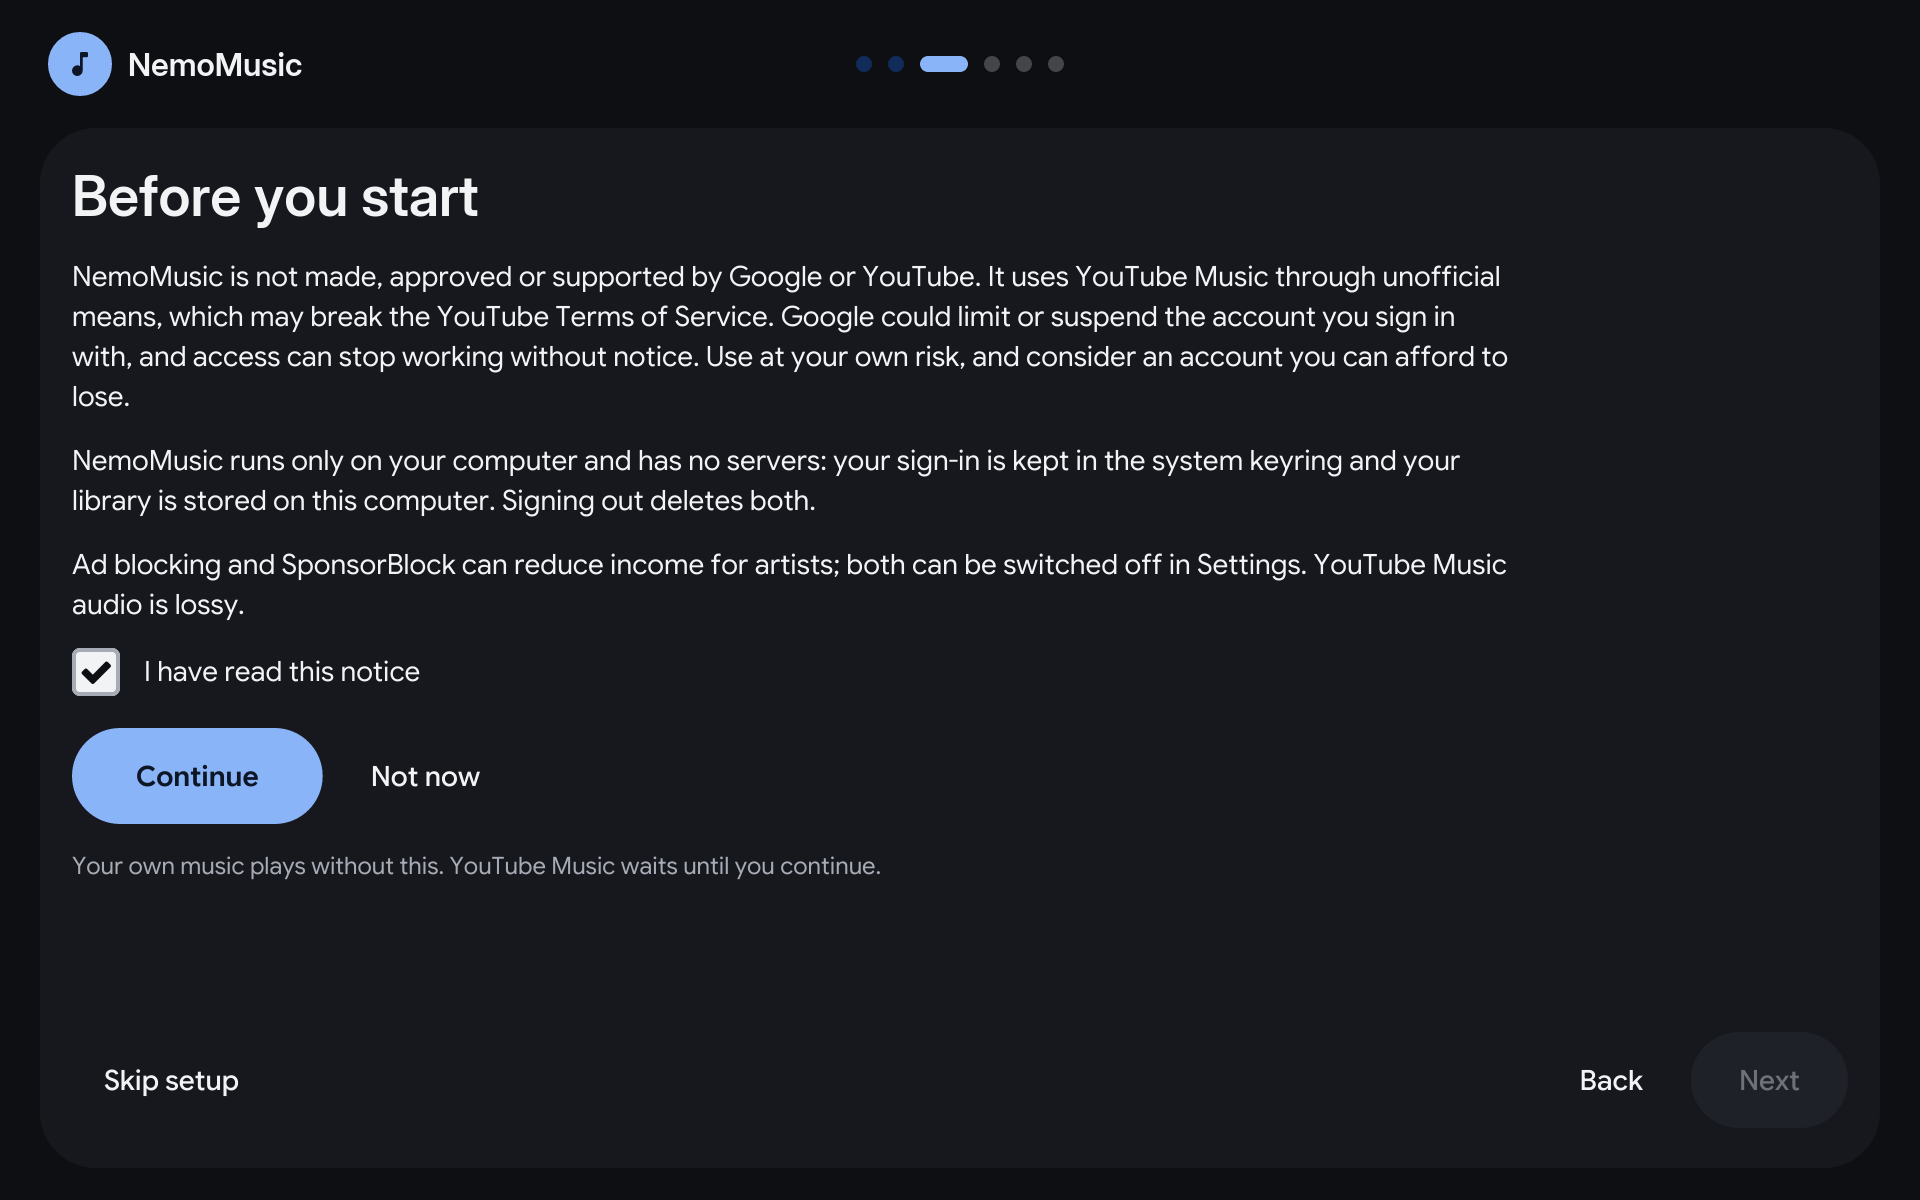 NemoMusic
Before you start
NemoMusic is not made, approved or supported by Google or YouTube. It uses YouTube Music through unofficial
means, which may break the YouTube Terms of Service. Google could limit or suspend the account you sign in
with, and access can stop working without notice. Use at your own risk, and consider an account you can afford to
lose.
NemoMusic runs only on your computer and has no servers: your sign-in is kept in the system keyring and your
library is stored on this computer. Signing out deletes both.
Ad blocking and SponsorBlock can reduce income for artists; both can be switched off in Settings. YouTube Music
audio is lossy.
I have read this notice
Continue
Not now
Your own music plays without this. YouTube Music waits until you continue.
Skip setup
Back
Next